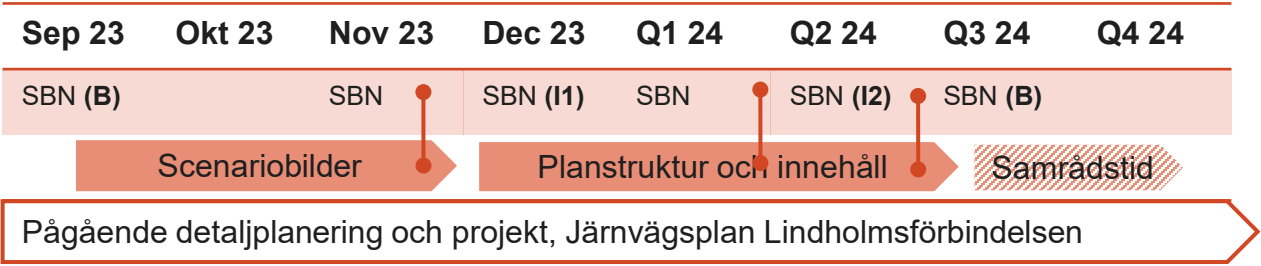 Sep 23 Okt 23 Nov 23 Dec 23 Q1 24 Q2 24 Q3 24 Q4 24
SBN (B) SBN SBN (I1) SBN SBN (I2) SBN (B)
Scenariobilder Planstruktur och innehåll Samrådstid
Pågående detaljplanering och projekt, Järnvägsplan Lindholmsförbindelsen